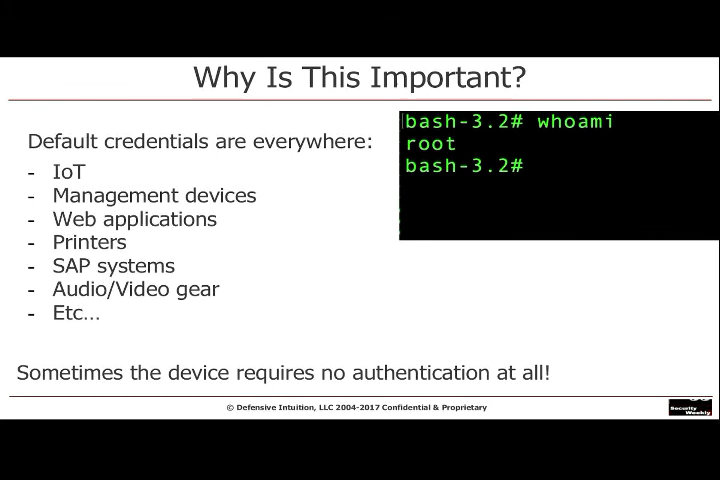 Why Is This Important?
Default credentials are everywhere:
- IoT
- Management devices
- Web applications
- Printers
- SAP systems
- Audio/Video gear
- Etc...
bash-3.2# whoami
root
bash-3.2#
Sometimes the device requires no authentication at all!
© Defensive Intuition, LLC 2004-2017 Confidential & Proprietary
Security
Weekly